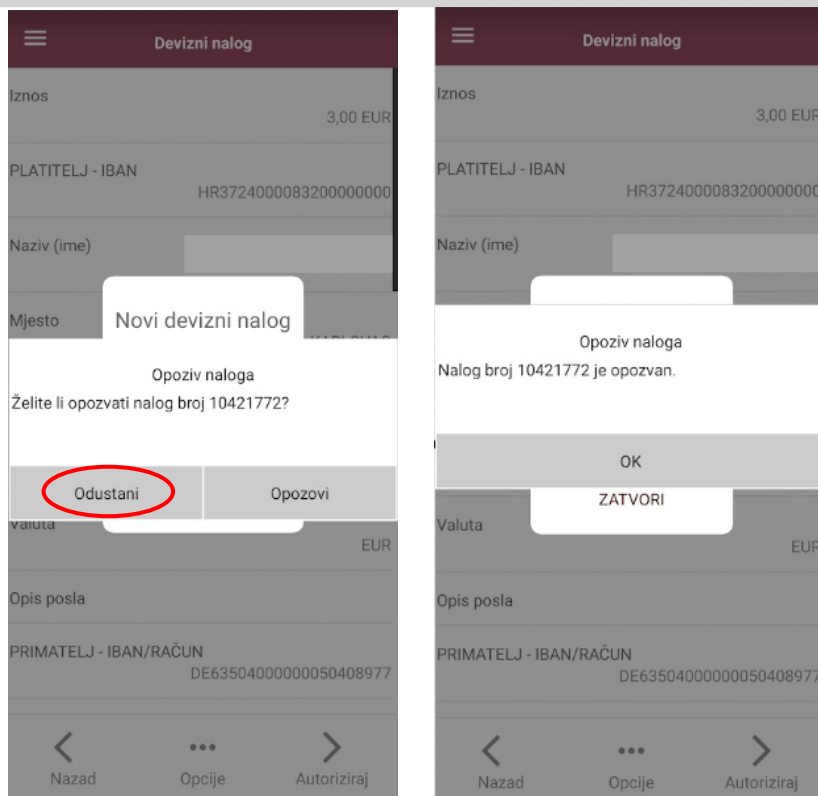 Devizni nalog
Iznos
3,00 EUR
PLATITELJ - IBAN
HR3724000083200000000
Naziv (ime)
Mjesto
Novi devizni nalog
Opoziv naloga
Želite li opozvati nalog broj 10421772?
Odustani Opozovi
Valuta
EUR
Opis posla
PRIMATELJ - IBAN/RAČUN
DE63504000000050408977
Nazad Opcije Autoriziraj
Devizni nalog
Iznos
3,00 EUR
PLATITELJ - IBAN
HR3724000083200000000
Naziv (ime)
Opoziv naloga
Nalog broj 10421772 je opozvan.
OK
ZATVORI
Valuta
EUR
Opis posla
PRIMATELJ - IBAN/RAČUN
DE63504000000050408977
Nazad Opcije Autoriziraj